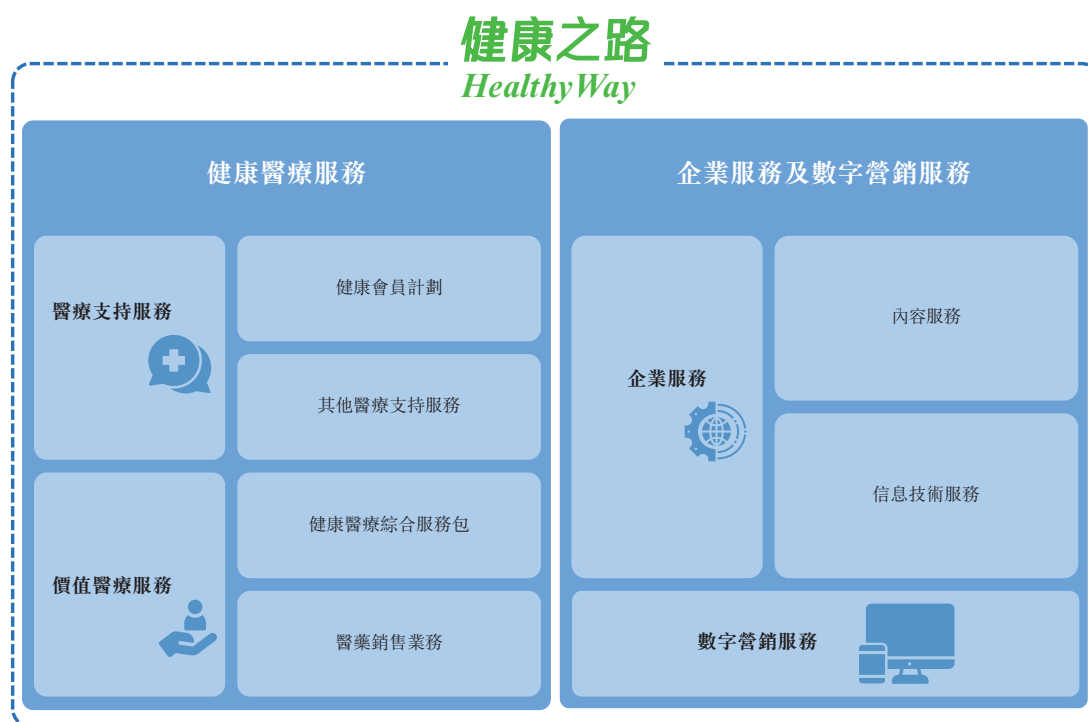 健康之路
HealthyWay
健康醫療服務
醫療支持服務
健康會員計劃
其他醫療支持服務
價值醫療服務
健康醫療綜合服務包
醫藥銷售業務
企業服務及數字營銷服務
企業服務
內容服務
信息技術服務
數字營銷服務